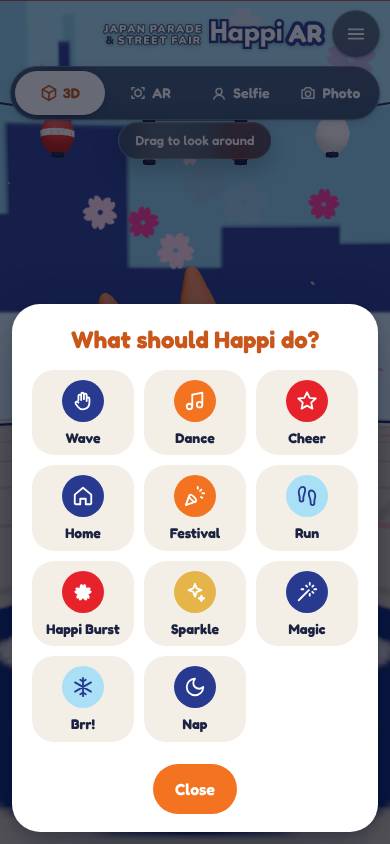 JAPAN PARADE
& STREET FAIR
Happi AR
3D
AR
Selfie
Photo
Drag to look around
What should Happi do?
Wave
Dance
Cheer
Home
Festival
Run
Happi Burst
Sparkle
Magic
Brr!
Nap
Close